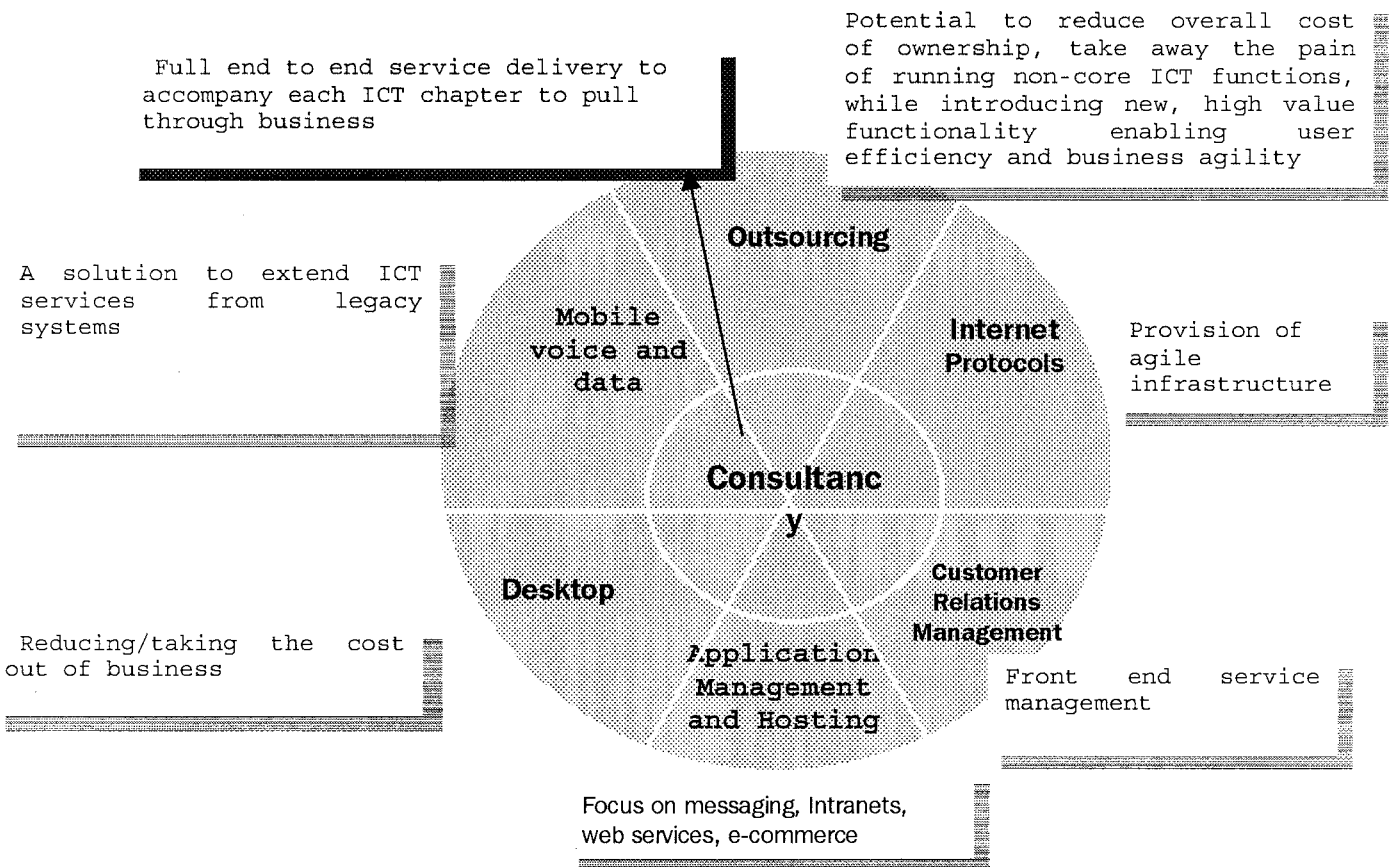 Full end to end service delivery to
accompany each ICT chapter to pull
through business
Potential to reduce overall cost
of ownership, take away the pain
of running non-core ICT functions,
while introducing new, high value
functionality enabling user
efficiency and business agility
Outsourcing
A solution to extend ICT
services from legacy
systems
Mobile
voice and
data
Internet
Protocols
Provision of
agile
infrastructure
Consultanc
y
Desktop
Customer
Relations
Management
Reducing/taking the cost
out of business
Application
Management
and Hosting
Front end service
management
Focus on messaging, Intranets,
web services, e-commerce